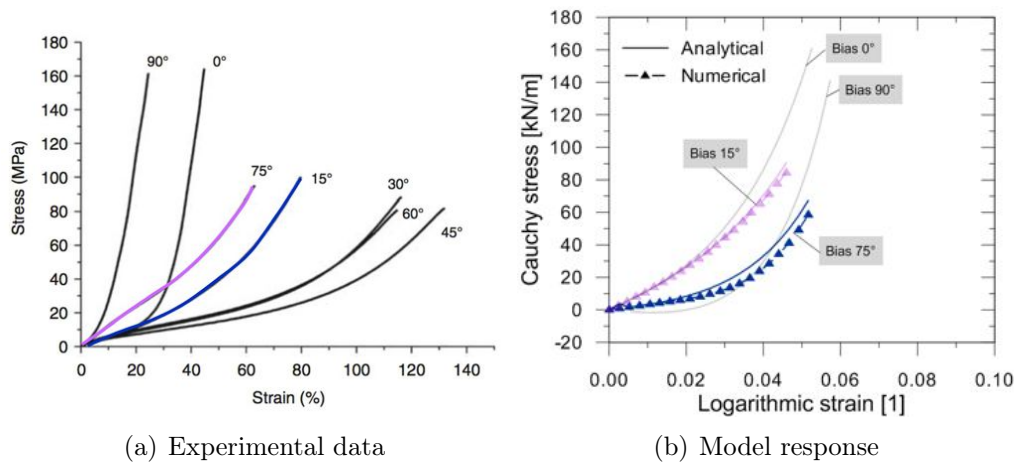 180
160
140
120
100
80
60
40
20
0
Stress (MPa)
90°
0°
75°
15°
30°
60°
45°
0 20 40 60 80 100 120 140
Strain (%)
(a) Experimental data
180
160
140
120
100
80
60
40
20
0
-20
Cauchy stress [kN/m]
Analytical
Numerical
Bias 0°
Bias 90°
Bias 15°
Bias 75°
0.00 0.02 0.04 0.06 0.08 0.10
Logarithmic strain [1]
(b) Model response